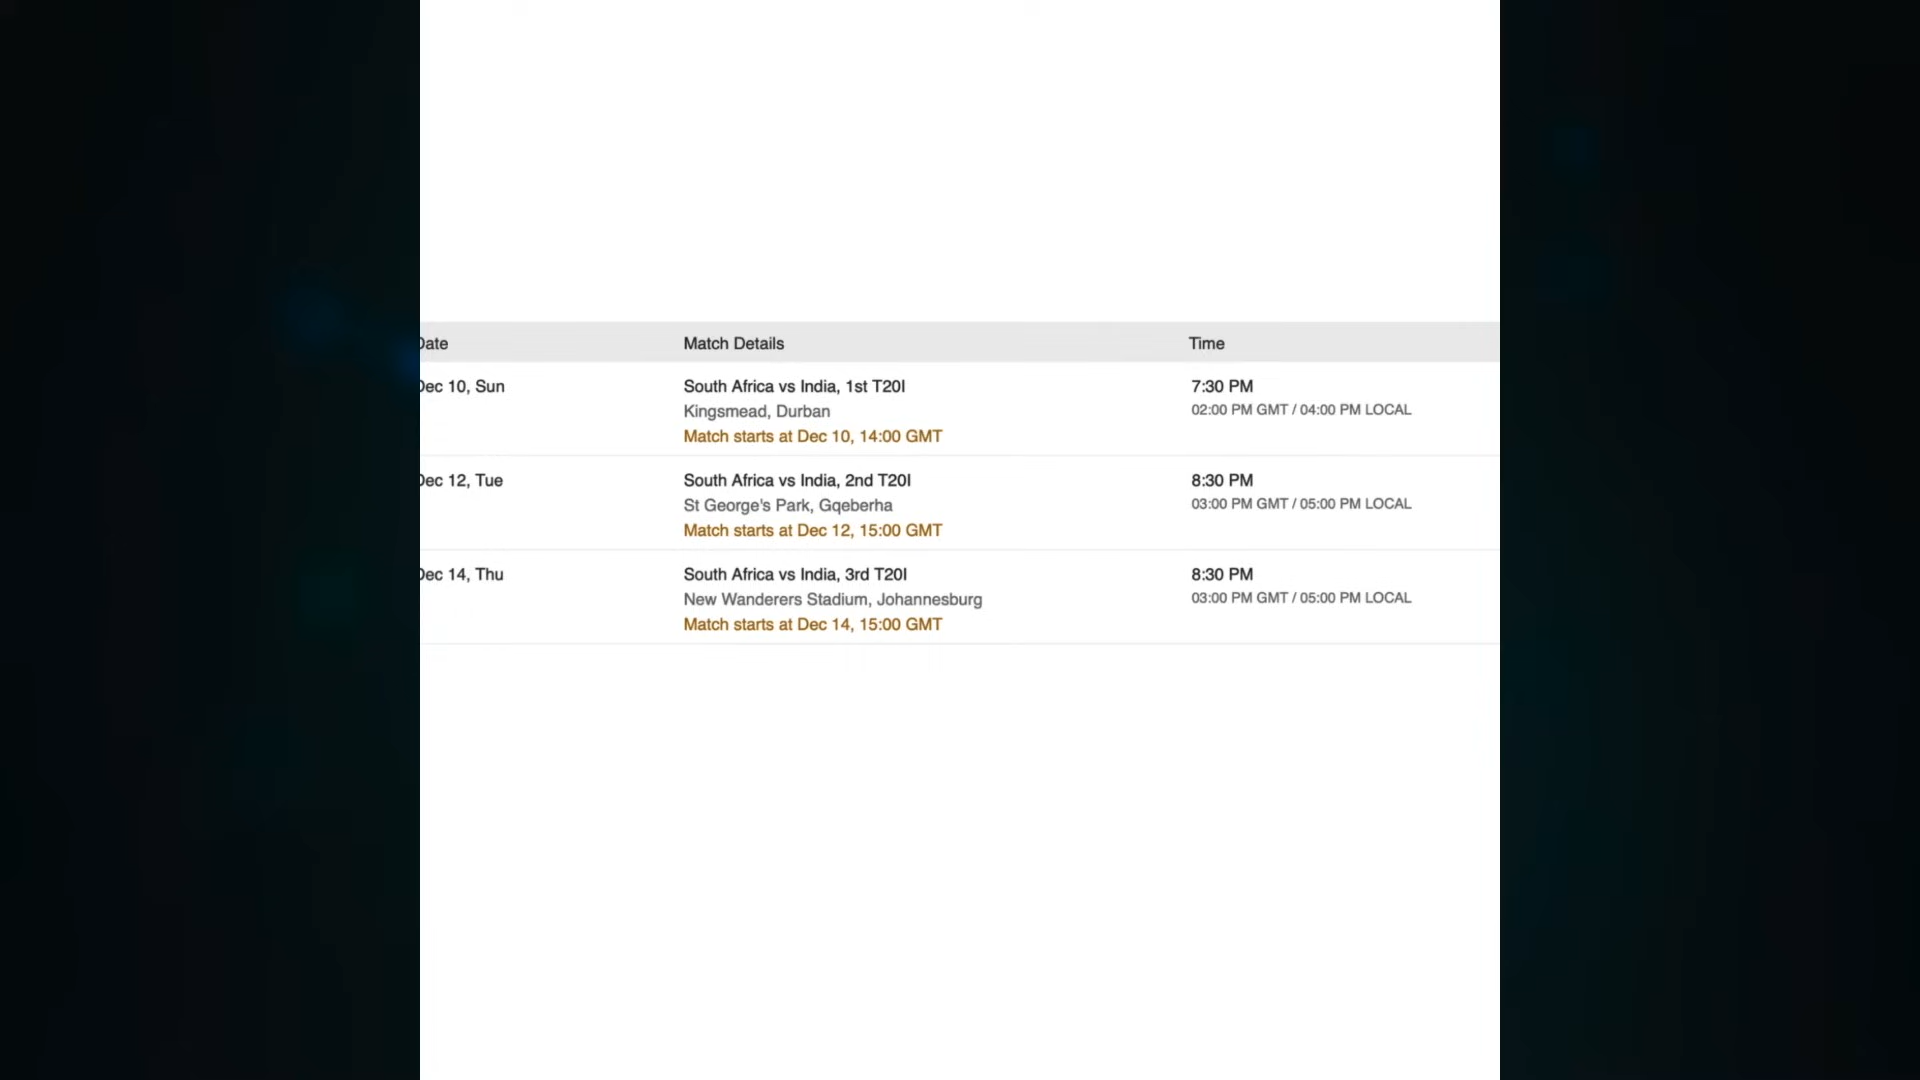 Date Match Details Time
Dec 10, Sun South Africa vs India, 1st T20I 7:30 PM
Kingsmead, Durban 02:00 PM GMT / 04:00 PM LOCAL
Match starts at Dec 10, 14:00 GMT
Dec 12, Tue South Africa vs India, 2nd T20I 8:30 PM
St George's Park, Gqeberha 03:00 PM GMT / 05:00 PM LOCAL
Match starts at Dec 12, 15:00 GMT
Dec 14, Thu South Africa vs India, 3rd T20I 8:30 PM
New Wanderers Stadium, Johannesburg 03:00 PM GMT / 05:00 PM LOCAL
Match starts at Dec 14, 15:00 GMT